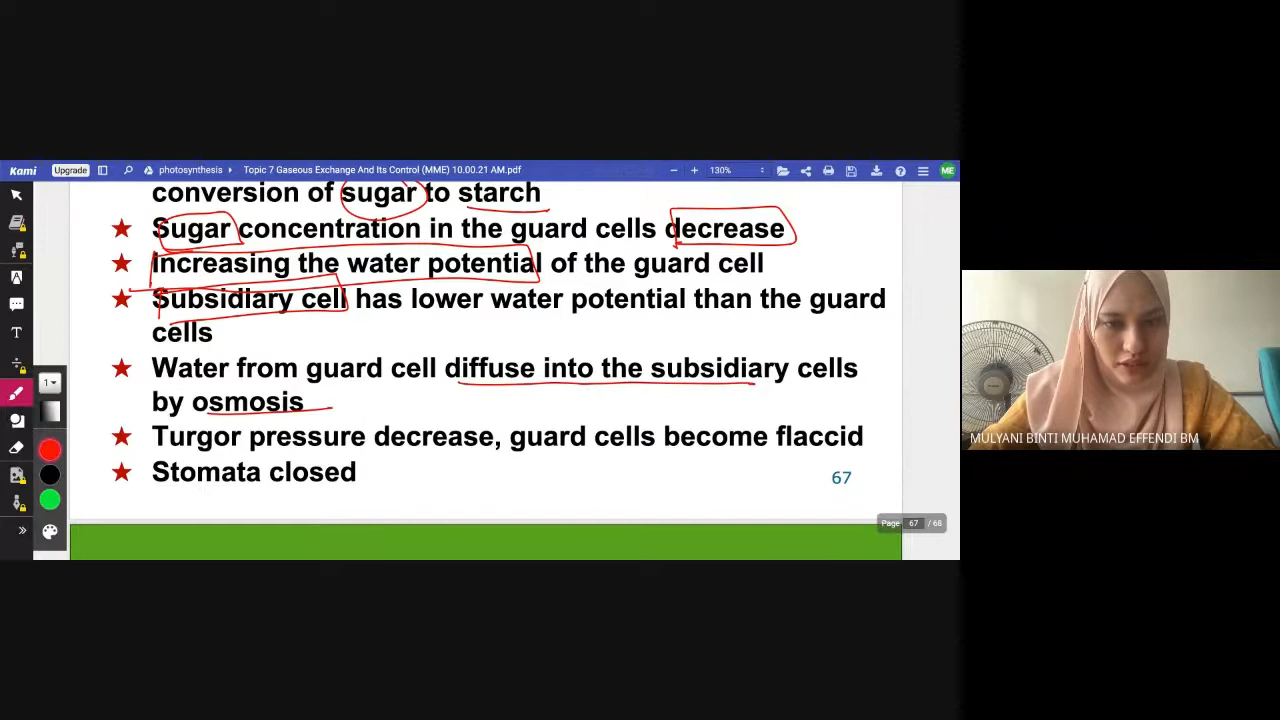 Kami Upgrade photosynthesis Topic 7 Gaseous Exchange And Its Control (MME) 10.00.21 AM.pdf 130% ME
conversion of sugar to starch
★ Sugar concentration in the guard cells decrease
★ Increasing the water potential of the guard cell
★ Subsidiary cell has lower water potential than the guard
cells
★ Water from guard cell diffuse into the subsidiary cells
by osmosis
★ Turgor pressure decrease, guard cells become flaccid
★ Stomata closed
67
Page 67 / 68
1
MULYANI BINTI MUHAMAD EFFENDI BM